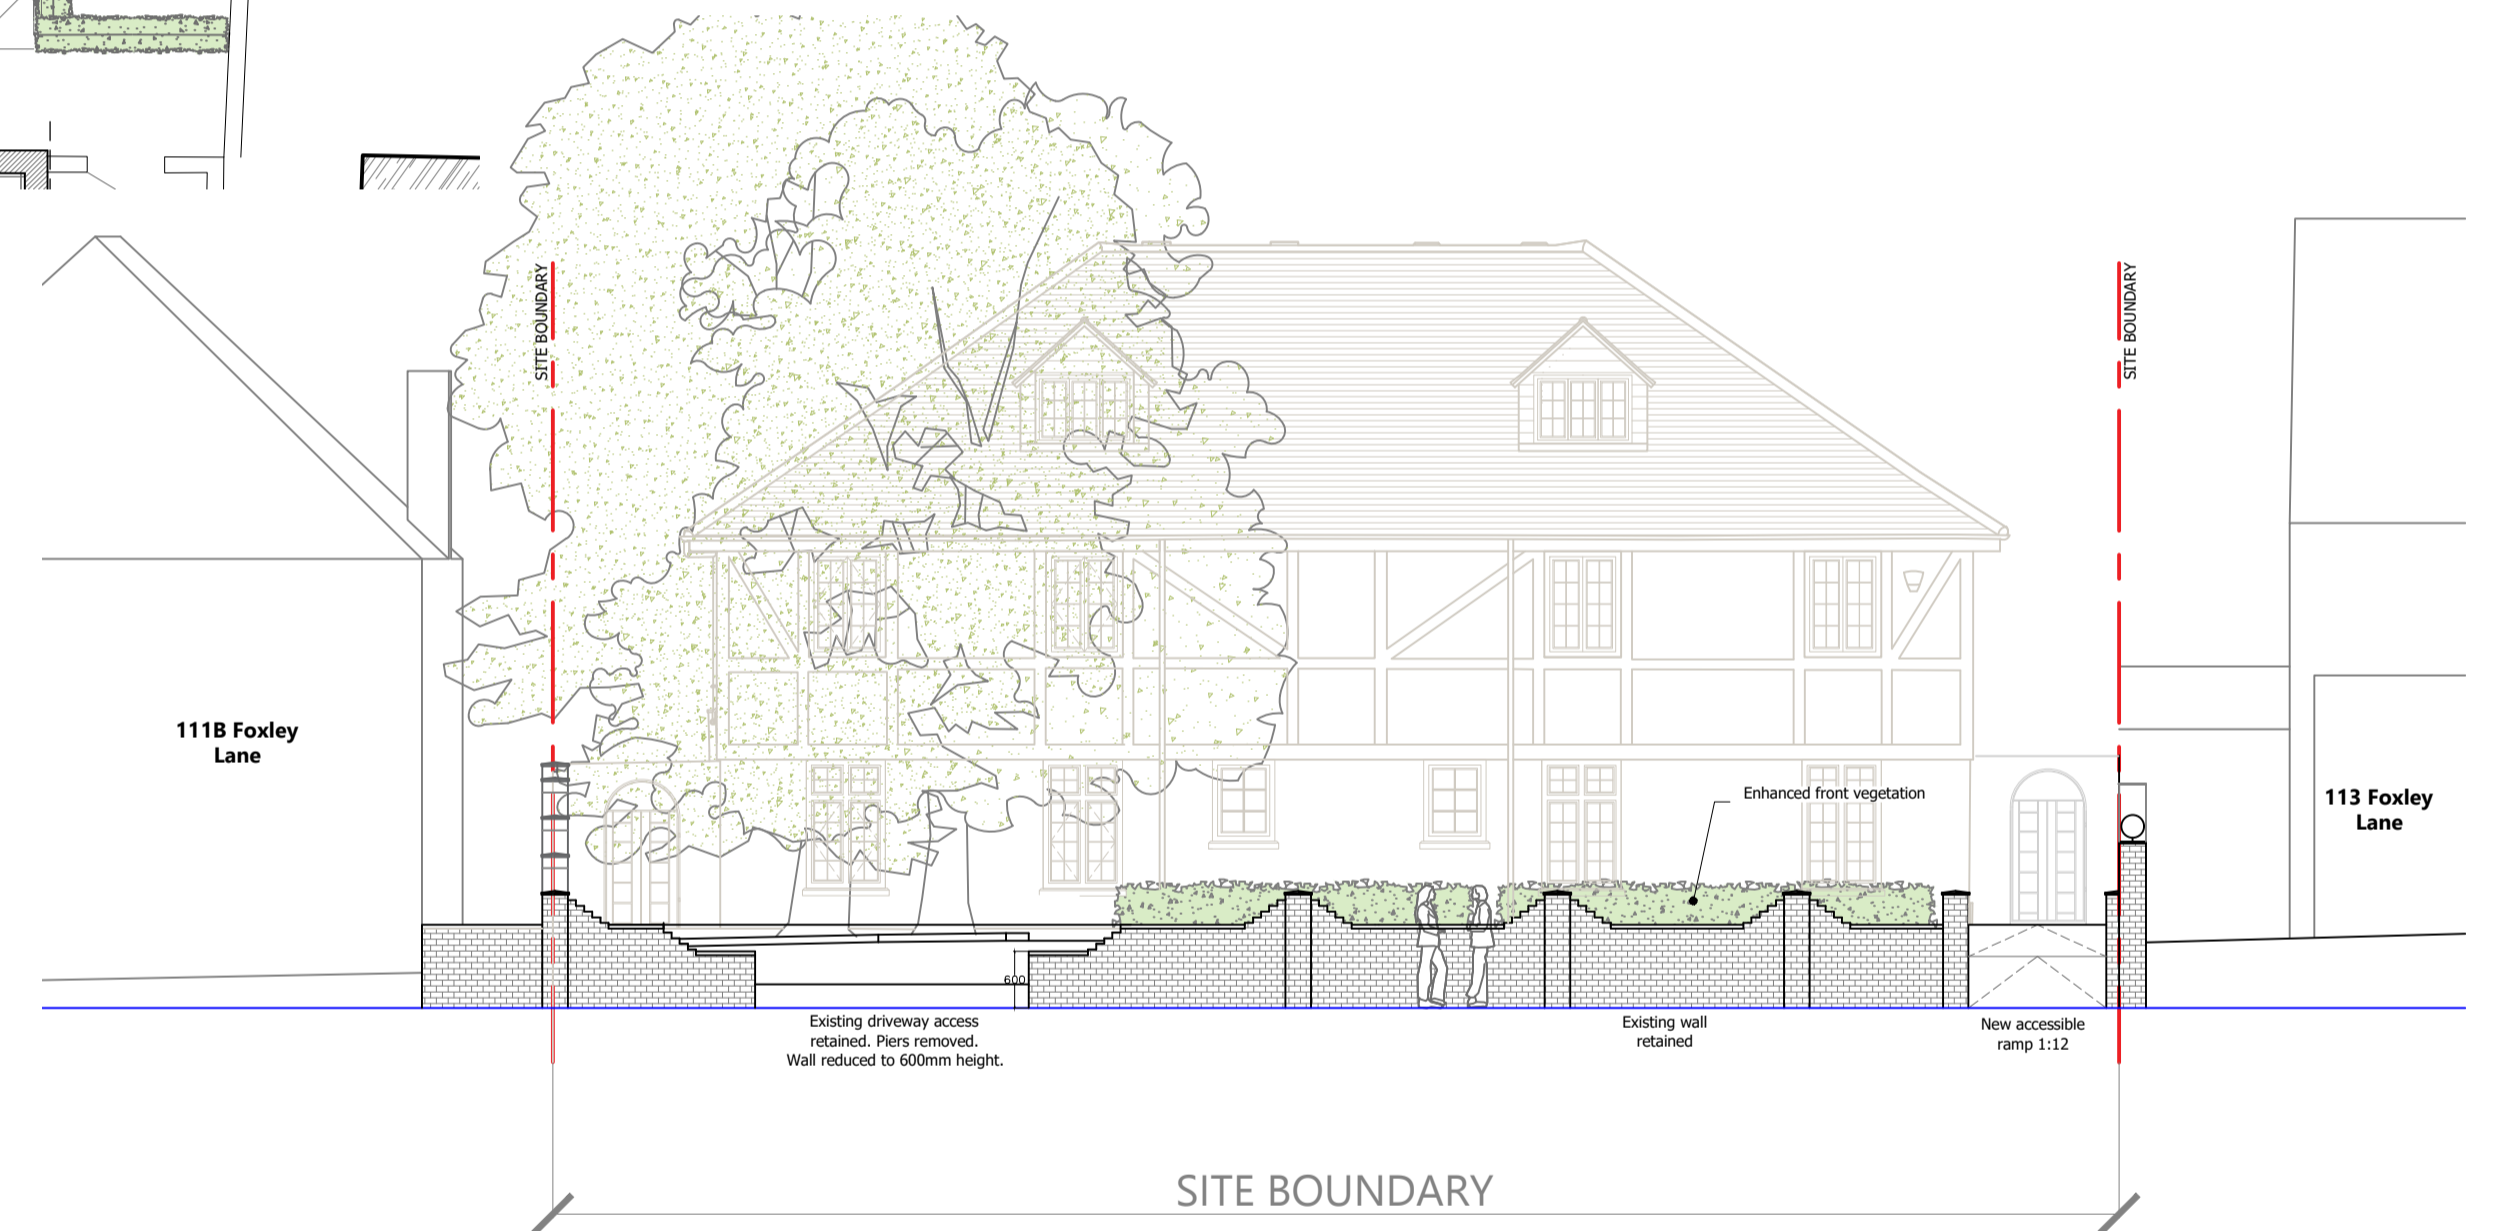 SITE BOUNDARY
SITE BOUNDARY
111B Foxley
Lane
Enhanced front vegetation
113 Foxley
Lane
600
Existing driveway access
retained. Piers removed.
Wall reduced to 600mm height.
Existing wall
retained
New accessible
ramp 1:12
SITE BOUNDARY